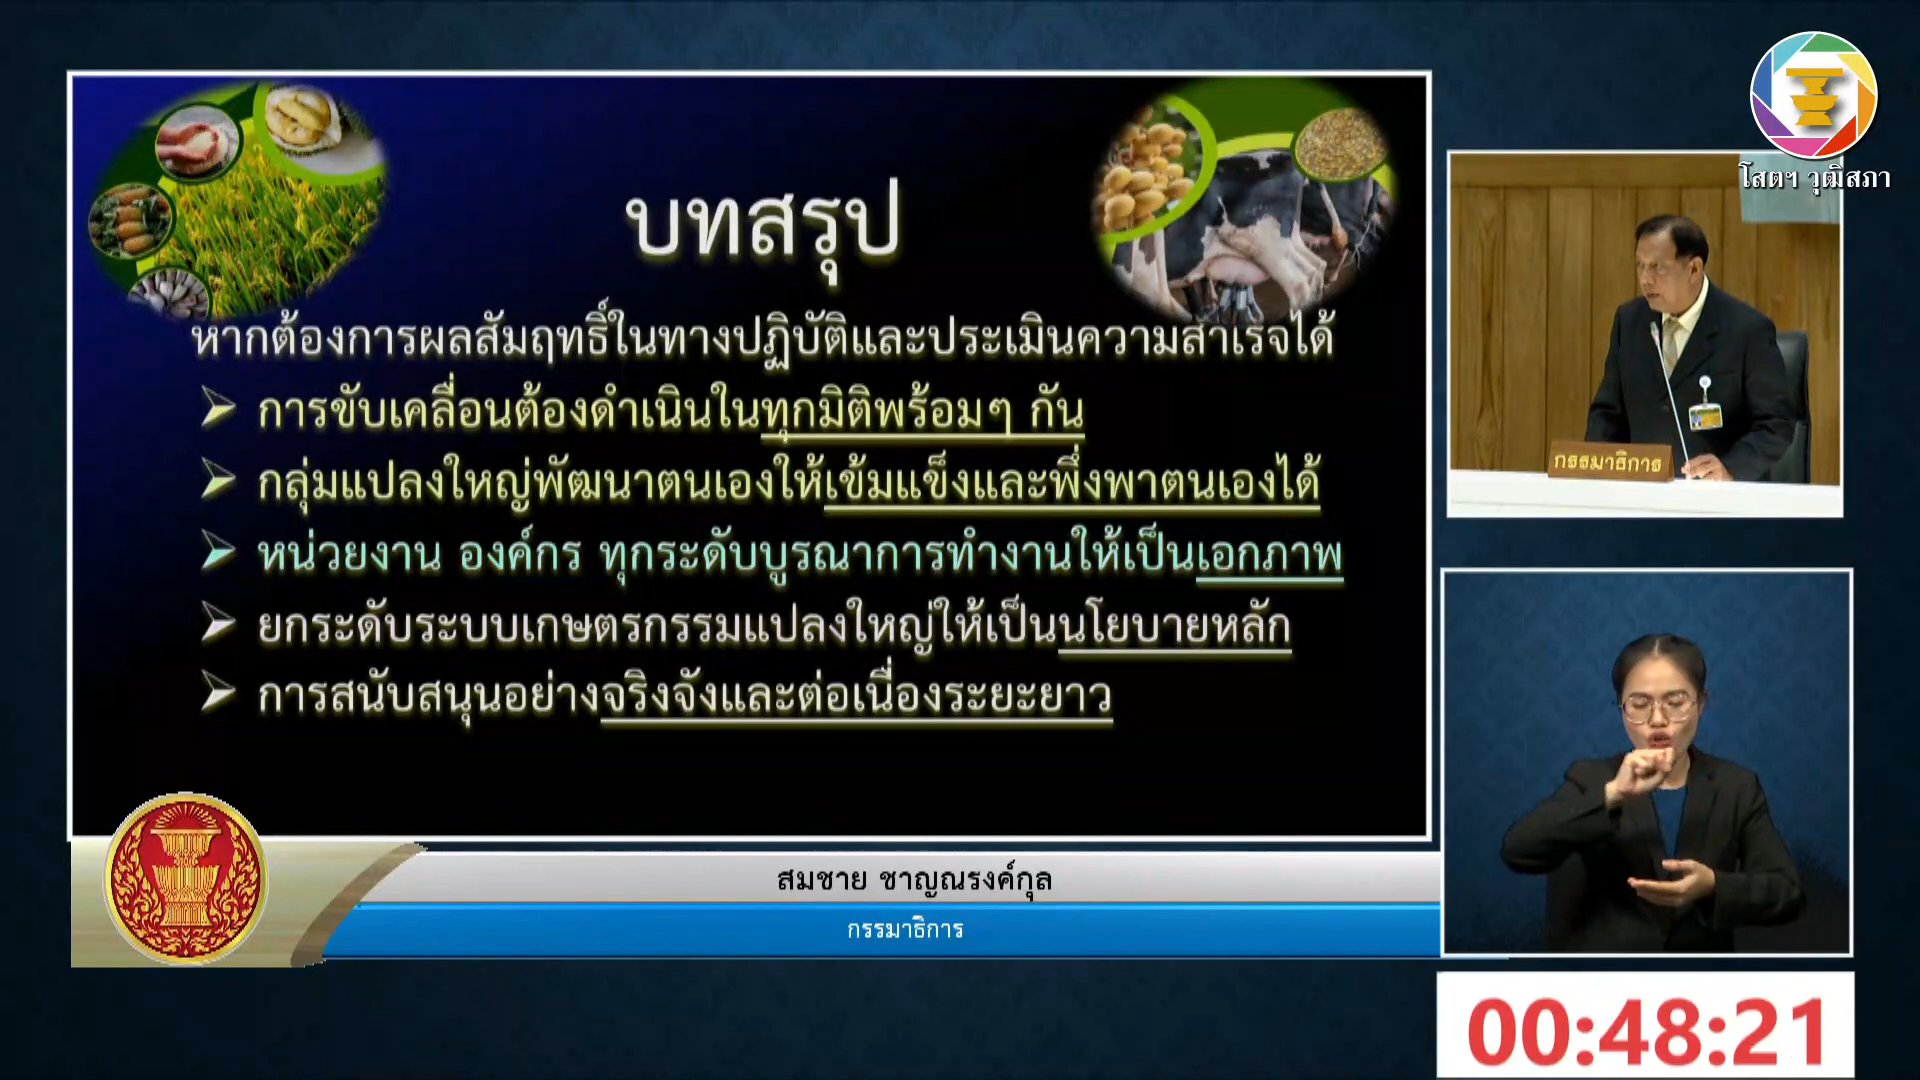 โสตฯ วุฒิสภา
บทสรุป
หากต้องการผลสัมฤทธิ์ในทางปฏิบัติและประเมินความสำเร็จได้
การขับเคลื่อนต้องดำเนินในทุกมิติพร้อมๆ กัน
กลุ่มแปลงใหญ่พัฒนาตนเองให้เข้มแข็งและพึ่งพาตนเองได้
หน่วยงาน องค์กร ทุกระดับบูรณาการทำงานให้เป็นเอกภาพ
ยกระดับระบบเกษตรกรรมแปลงใหญ่ให้เป็นนโยบายหลัก
การสนับสนุนอย่างจริงจังและต่อเนื่องระยะยาว
กรรมาธิการ
สมชาย ชาญณรงค์กุล
กรรมาธิการ
00:48:21